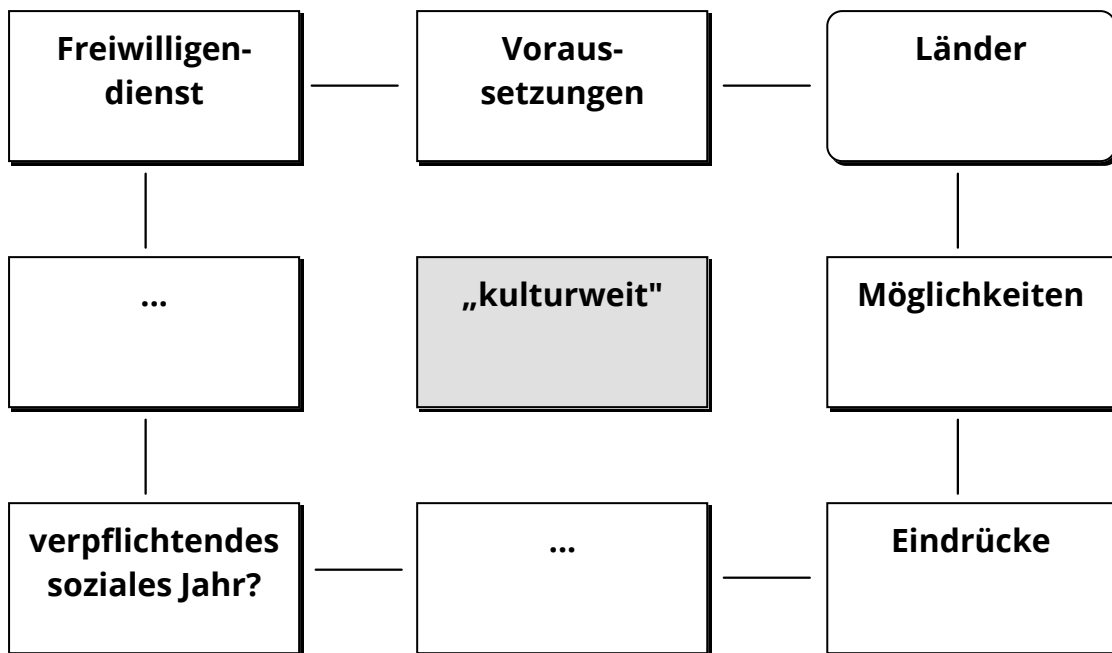 Freiwilligen-
dienst
Voraus-
setzungen
Länder
...
„kulturweit"
Möglichkeiten
verpflichtendes
soziales Jahr?
...
Eindrücke